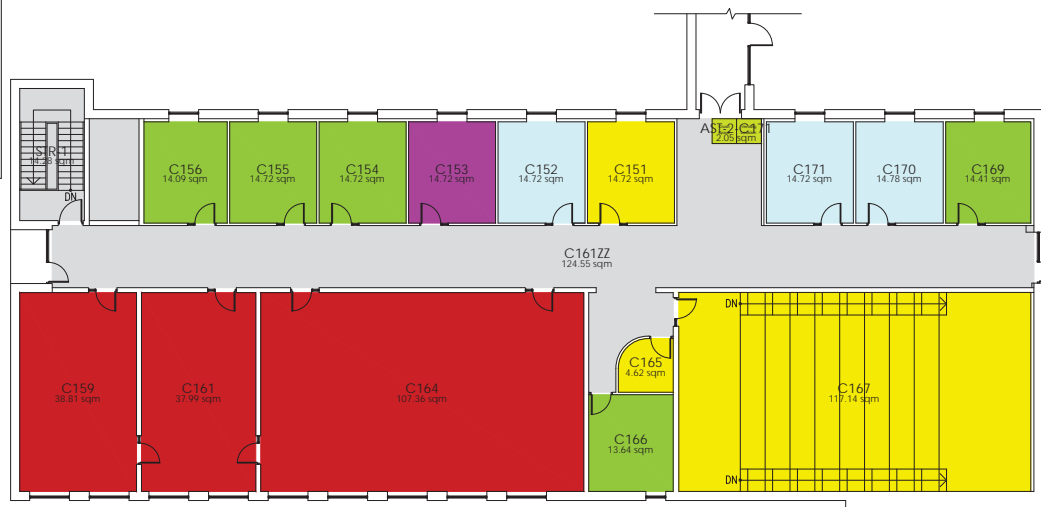 AST-2-C171
2.05 sqm
STR-1
14.28 sqm
DN
C156
14.09 sqm
C155
14.72 sqm
C154
14.72 sqm
C153
14.72 sqm
C152
14.72 sqm
C151
14.72 sqm
C171
14.72 sqm
C170
14.78 sqm
C169
14.41 sqm
C161ZZ
124.55 sqm
DN
C159
38.81 sqm
C161
37.99 sqm
C164
107.36 sqm
C165
4.62 sqm
C167
117.14 sqm
C166
13.64 sqm
DN